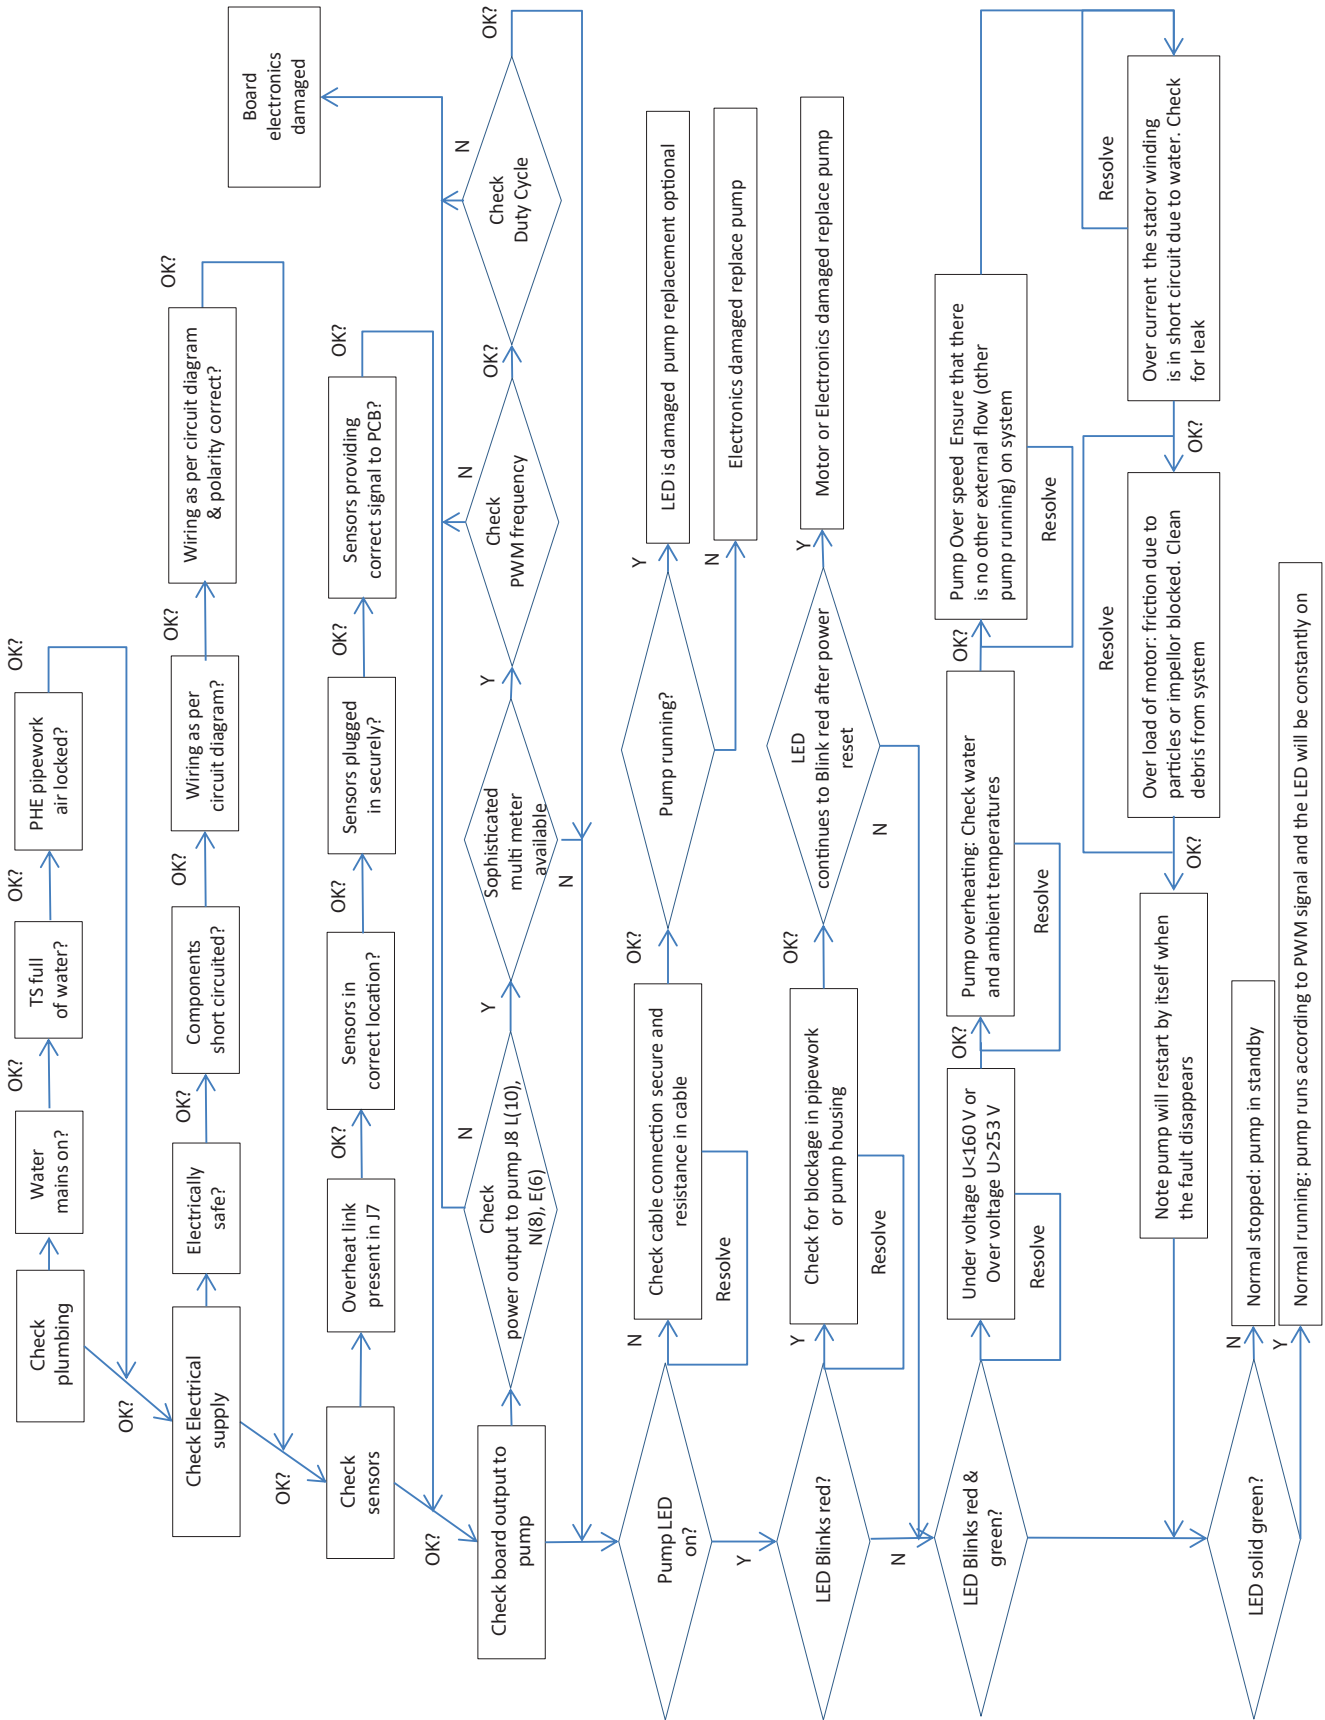 Check
plumbing
Water
mains on?
OK?
TS full
of water?
OK?
PHE pipework
air locked?
OK?
OK?
Check Electrical
supply
Electrically
safe?
OK?
Components
short circuited?
OK?
Wiring as per
circuit diagram?
OK?
Wiring as per circuit diagram
& polarity correct?
OK?
OK?
Check
sensors
Overheat link
present in J7
OK?
Sensors in
correct location?
OK?
Sensors plugged
in securely?
OK?
Sensors providing
correct signal to PCB?
OK?
OK?
Board
electronics
damaged
Check board output to
pump
Check
power output to pump J8 L(10),
N(8), E(6)
N
Y
Sophisticated
multi meter
available
N
Y
Check
PWM frequency
N
OK?
Check
Duty Cycle
N
OK?
Pump LED
on?
N
Y
Check cable connection secure and
resistance in cable
Resolve
OK?
Pump running?
Y
LED is damaged pump replacement optional
N
Electronics damaged replace pump
LED Blinks red?
Y
N
Check for blockage in pipework
or pump housing
Resolve
OK?
LED
continues to Blink red after power
reset
N
Y
Motor or Electronics damaged replace pump
LED Blinks red &
green?
Under voltage U<160 V or
Over voltage U>253 V
Resolve
OK?
Pump overheating: Check water
and ambient temperatures
Resolve
OK?
Pump Over speed Ensure that there
is no other external flow (other
pump running) on system
Resolve
Over current the stator winding
is in short circuit due to water. Check
for leak
Resolve
OK?
Over load of motor: friction due to
particles or impellor blocked. Clean
debris from system
Resolve
OK?
Note pump will restart by itself when
the fault disappears
LED solid green?
N
Normal stopped: pump in standby
Y
Normal running: pump runs according to PWM signal and the LED will be constantly on